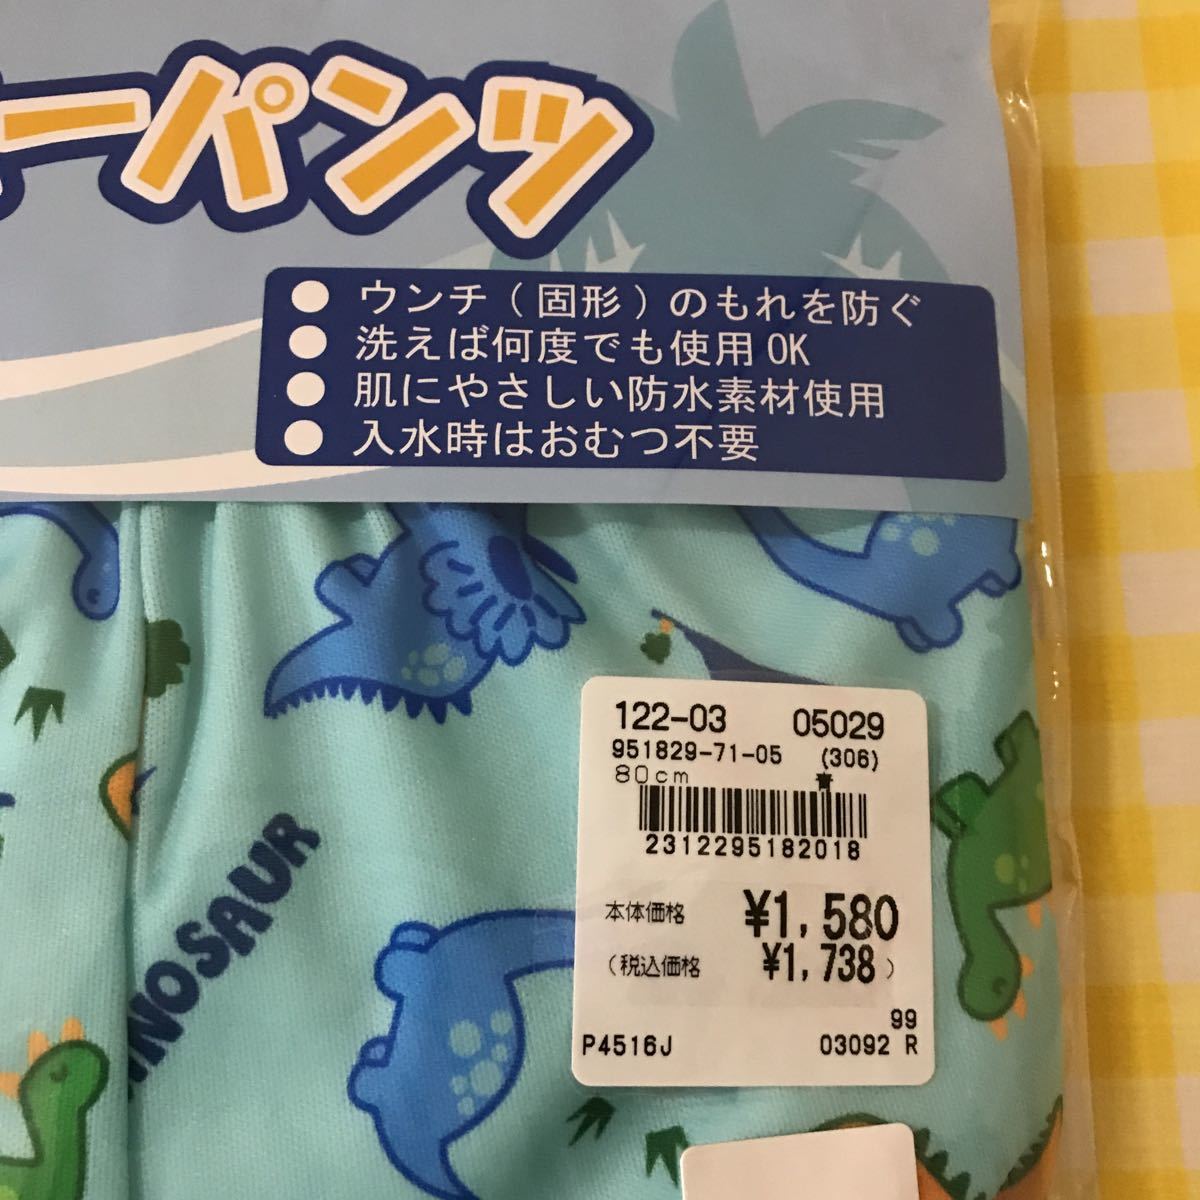 ーパンツ
● ウンチ(固形)のもれを防ぐ
● 洗えば何度でも使用OK
● 肌にやさしい防水素材使用
● 入水時はおむつ不要
122-03 05029
951829-71-05 (306)
80cm 青
2312295182018
本体価格 ¥1,580
(税込価格 ¥1,738)
99
P4516J 03092 R
INOSAUR